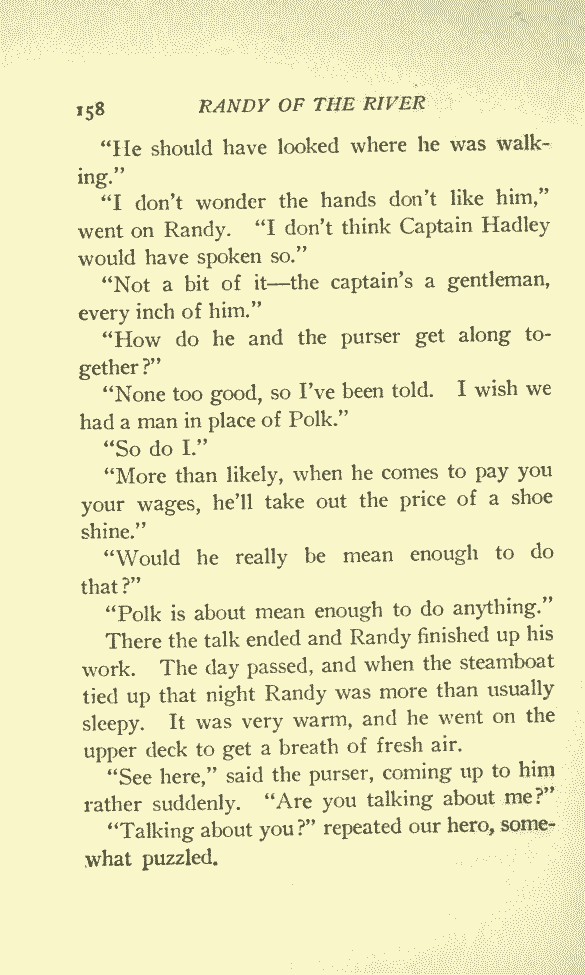 158 RANDY OF THE RIVER
"He should have looked where he was walk-
ing."
"I don't wonder the hands don't like him,"
went on Randy. "I don't think Captain Hadley
would have spoken so."
"Not a bit of it—the captain's a gentleman,
every inch of him."
"How do he and the purser get along to-
gether?"
"None too good, so I've been told. I wish we
had a man in place of Polk."
"So do I."
"More than likely, when he comes to pay you
your wages, he'll take out the price of a shoe
shine."
"Would he really be mean enough to do
that?"
"Polk is about mean enough to do anything."
There the talk ended and Randy finished up his
work. The day passed, and when the steamboat
tied up that night Randy was more than usually
sleepy. It was very warm, and he went on the
upper deck to get a breath of fresh air.
"See here," said the purser, coming up to him
rather suddenly. "Are you talking about me?"
"Talking about you?" repeated our hero, some-
what puzzled.